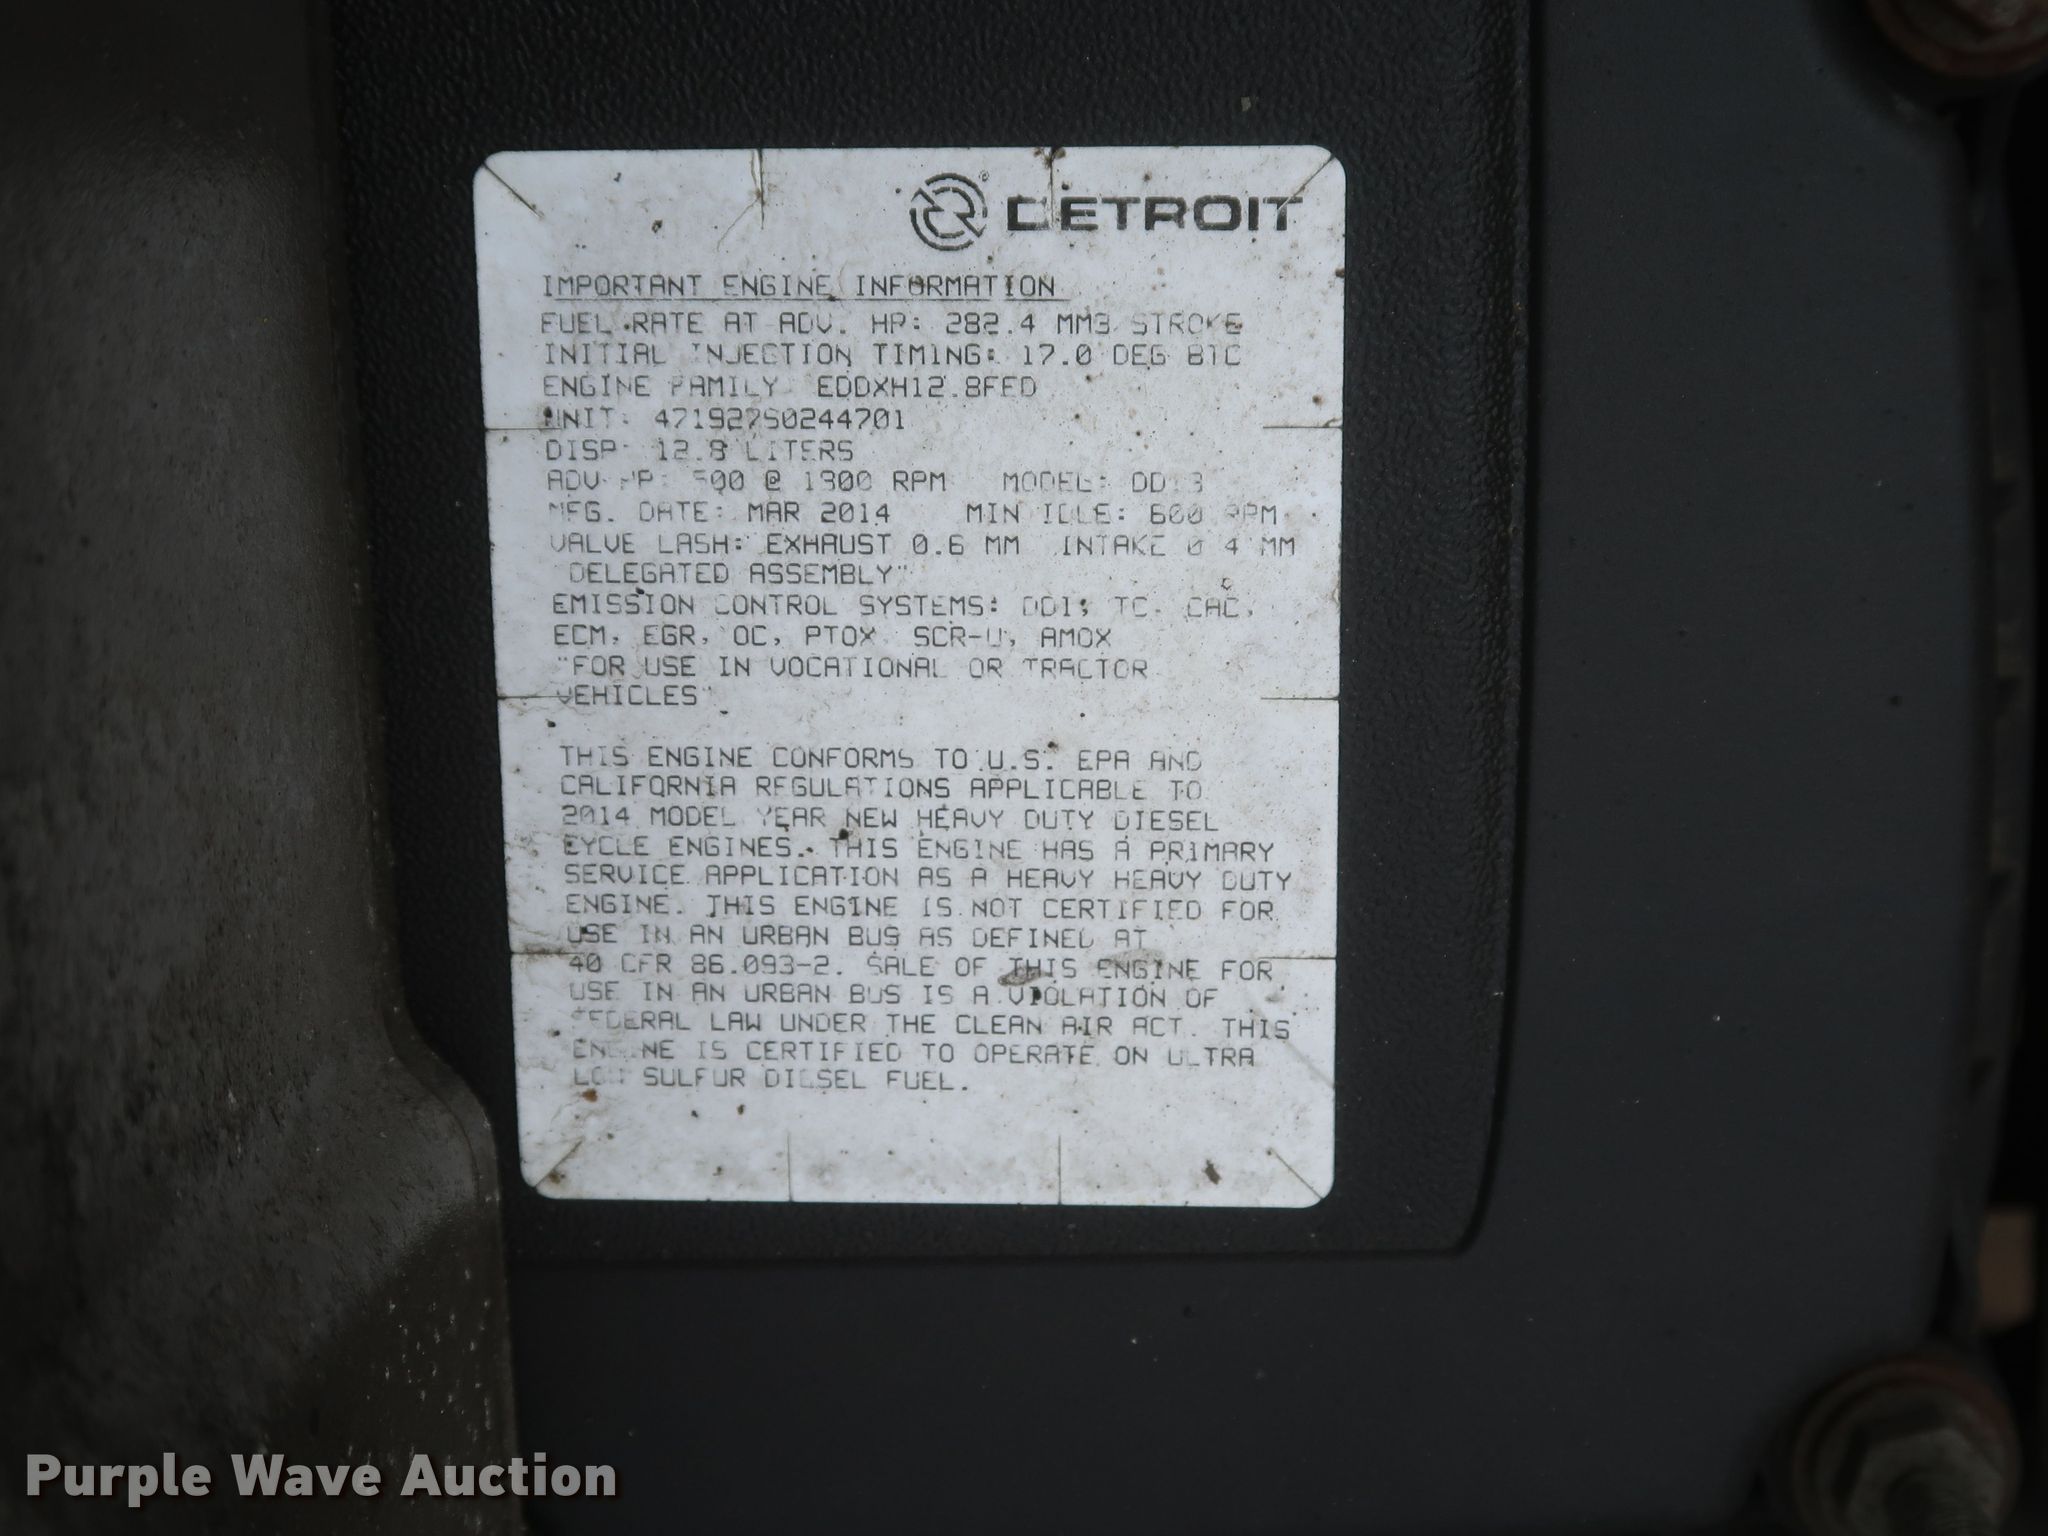 DETROIT
IMPORTANT ENGINE INFORMATION
FUEL RATE AT ADV. HP: 282.4 MM3 STROKE
INITIAL INJECTION TIMING: 17.0 DEG BTC
ENGINE FAMILY EDDXH12.8FED
UNIT: 471927S0244701
DISP: 12.8 LITERS
ADV HP: 500 @ 1800 RPM MODEL: DD13
MFG. DATE: MAR 2014 MIN IDLE: 600 RPM
VALVE LASH: EXHAUST 0.6 MM INTAKE 0.4 MM
"DELEGATED ASSEMBLY"
EMISSION CONTROL SYSTEMS: DDI, TC, CAC,
ECM, EGR, OC, PTOX, SCR-U, AMOX
"FOR USE IN VOCATIONAL OR TRACTOR
VEHICLES"
THIS ENGINE CONFORMS TO U.S. EPA AND
CALIFORNIA REGULATIONS APPLICABLE TO
2014 MODEL YEAR NEW HEAVY DUTY DIESEL
CYCLE ENGINES. THIS ENGINE HAS A PRIMARY
SERVICE APPLICATION AS A HEAVY HEAVY DUTY
ENGINE. THIS ENGINE IS NOT CERTIFIED FOR
USE IN AN URBAN BUS AS DEFINED AT
40 CFR 86.093-2. SALE OF THIS ENGINE FOR
USE IN AN URBAN BUS IS A VIOLATION OF
FEDERAL LAW UNDER THE CLEAN AIR ACT. THIS
ENGINE IS CERTIFIED TO OPERATE ON ULTRA
LOW SULFUR DIESEL FUEL.
Purple Wave Auction